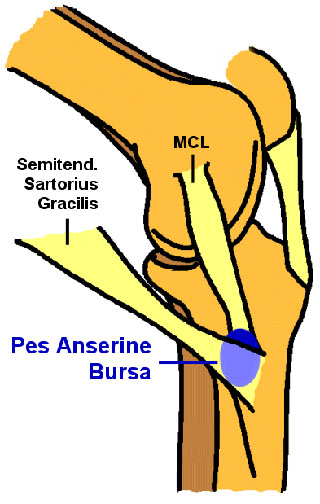 MCL
Semitend.
Sartorius
Gracilis
Pes Anserine
Bursa